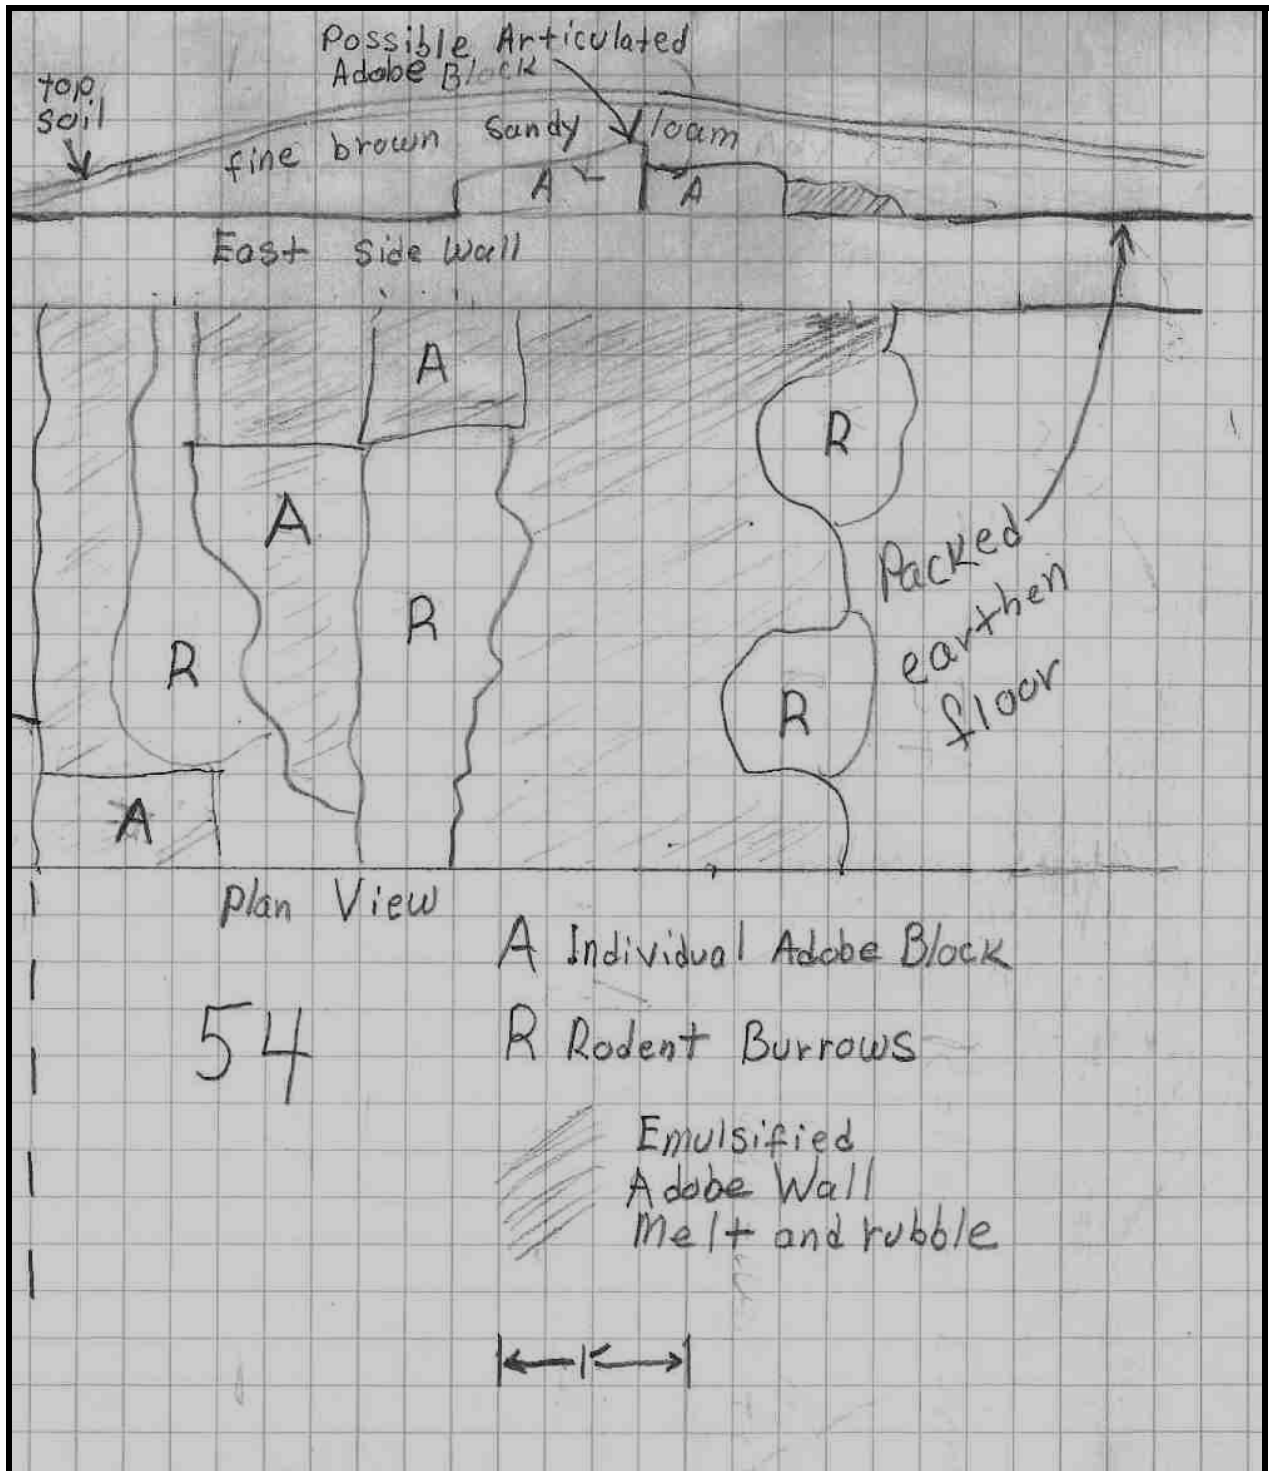 Possible Articulated
Adobe Block
top
soil
fine brown sandy loam
A
A
East Side Wall
A
R
A
R
R
R
A
Packed
earthen
floor
Plan View
A Individual Adobe Block
54
R Rodent Burrows
Emulsified
Adobe Wall
Melt and rubble
1'